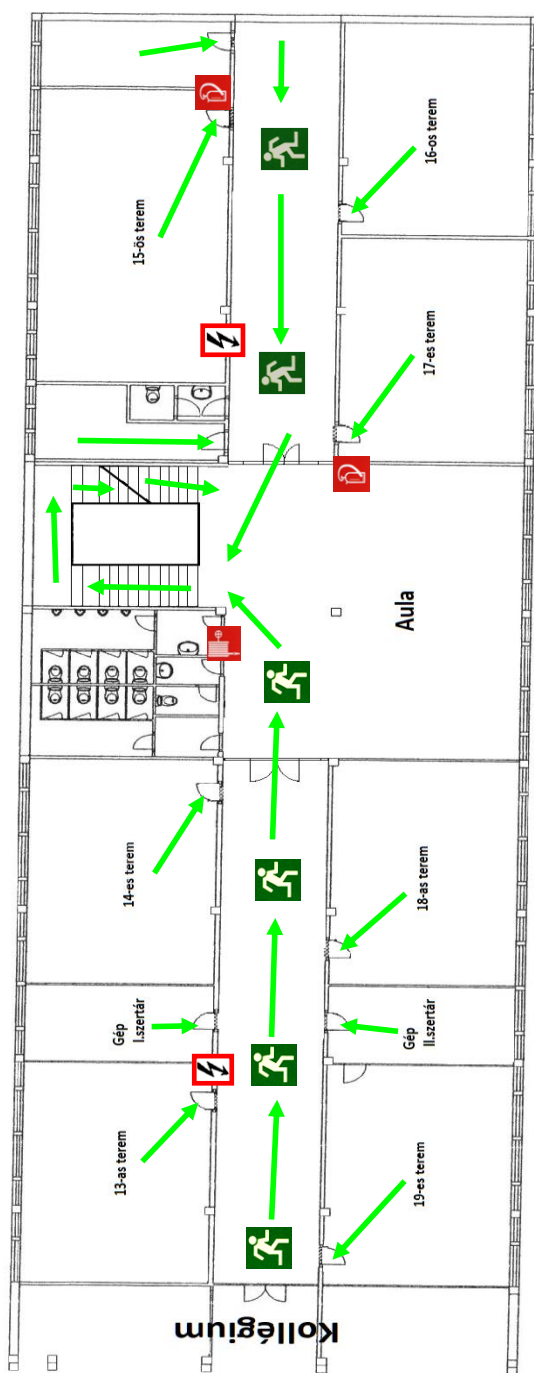 15-ös terem
16-os terem
17-es terem
Aula
14-es terem
18-as terem
Gép
I.szertár
Gép
II.szertár
13-as terem
19-es terem
Kollégium